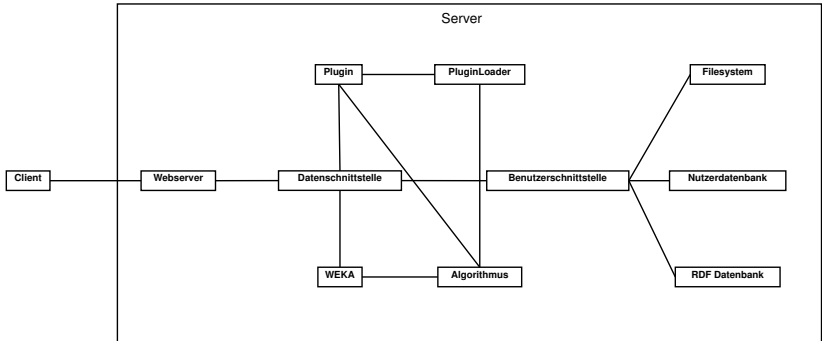 Server
Plugin
PluginLoader
Filesystem
Client
Webserver
Datenschnittstelle
Benutzerschnittstelle
Nutzerdatenbank
WEKA
Algorithmus
RDF Datenbank